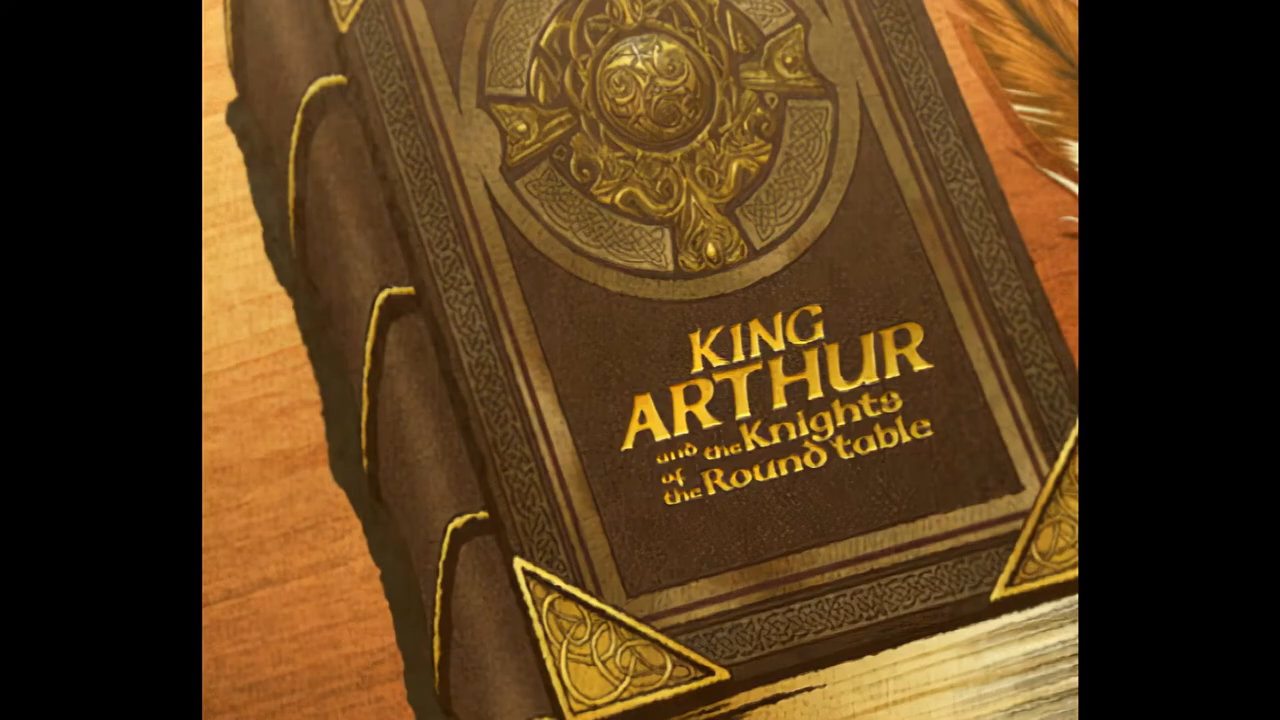 KING
ARTHUR
and the Knights
of
the Round table